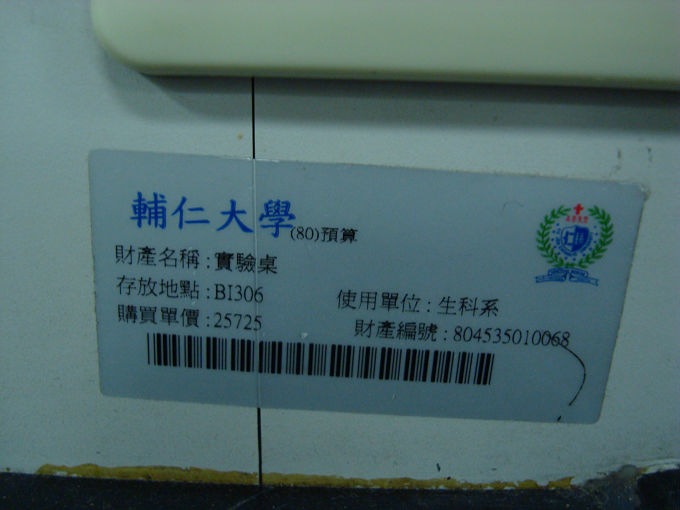 輔仁大學(80)預算
財產名稱:實驗桌
存放地點:BI306
使用單位:生科系
購買單價:25725
財產編號:804535010068